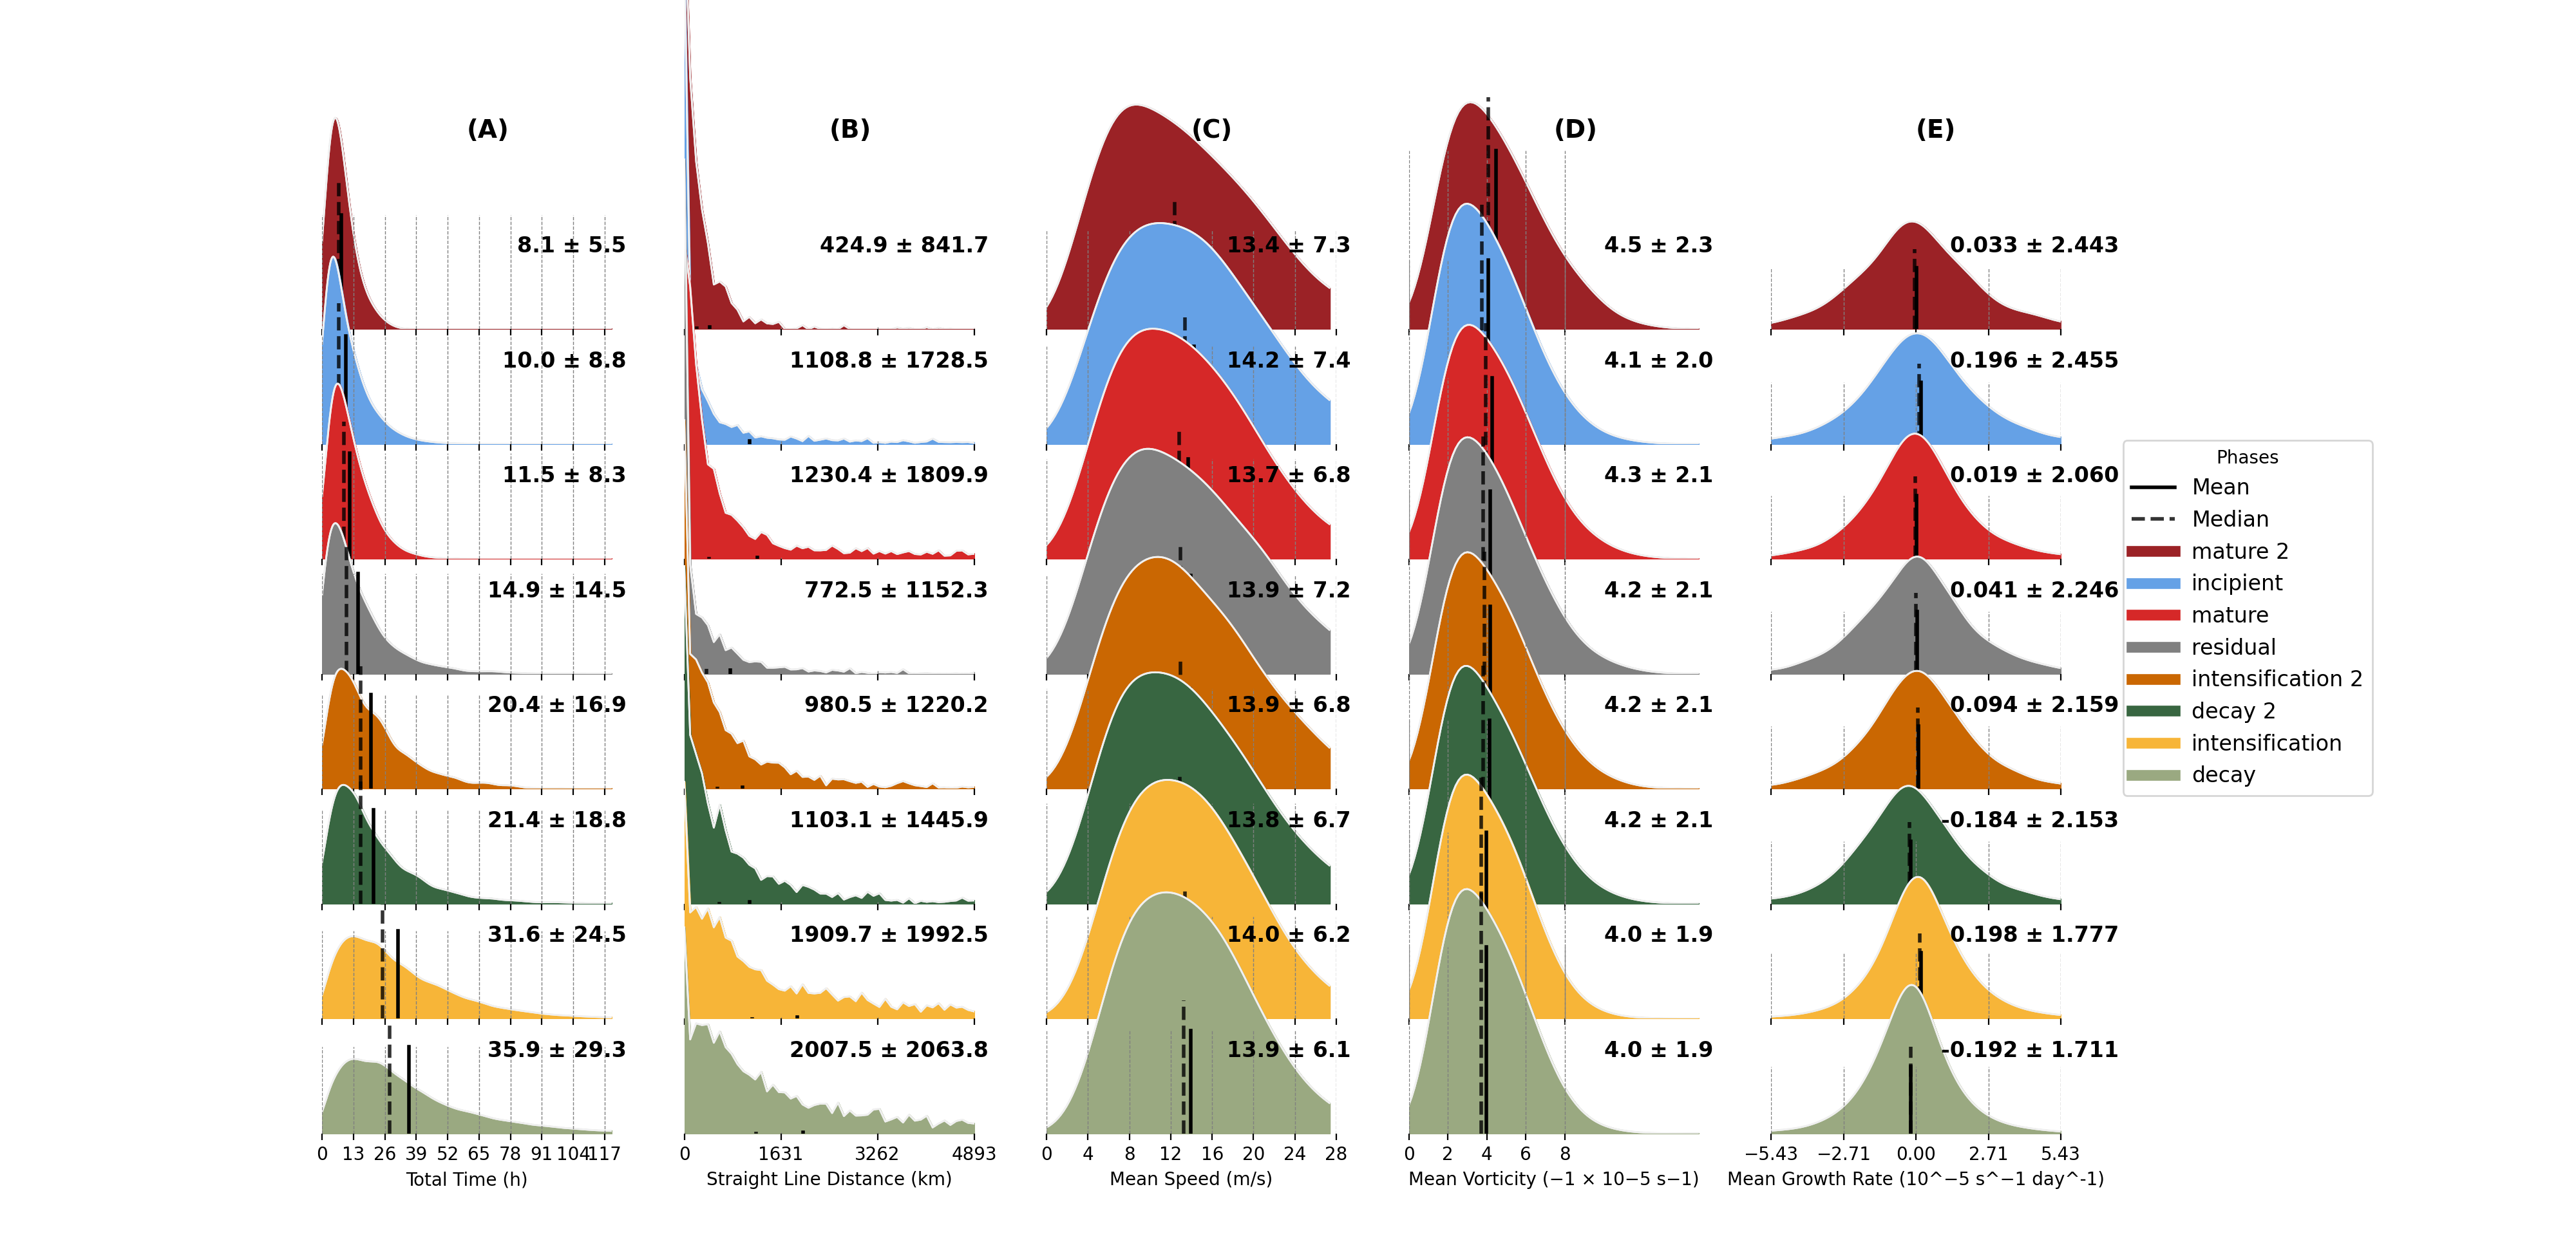 (A) (B) (C) (D) (E)
8.1 ± 5.5 424.9 ± 841.7 13.4 ± 7.3 4.5 ± 2.3 0.033 ± 2.443
10.0 ± 8.8 1108.8 ± 1728.5 14.2 ± 7.4 4.1 ± 2.0 0.196 ± 2.455
11.5 ± 8.3 1230.4 ± 1809.9 13.7 ± 6.8 4.3 ± 2.1 0.019 ± 2.060
14.9 ± 14.5 772.5 ± 1152.3 13.9 ± 7.2 4.2 ± 2.1 0.041 ± 2.246
20.4 ± 16.9 980.5 ± 1220.2 13.9 ± 6.8 4.2 ± 2.1 0.094 ± 2.159
21.4 ± 18.8 1103.1 ± 1445.9 13.8 ± 6.7 4.2 ± 2.1 -0.184 ± 2.153
31.6 ± 24.5 1909.7 ± 1992.5 14.0 ± 6.2 4.0 ± 1.9 0.198 ± 1.777
35.9 ± 29.3 2007.5 ± 2063.8 13.9 ± 6.1 4.0 ± 1.9 -0.192 ± 1.711
0 13 26 39 52 65 78 91 104 117 0 1631 3262 4893 0 4 8 12 16 20 24 28 0 2 4 6 8 −5.43 −2.71 0.00 2.71 5.43
Total Time (h) Straight Line Distance (km) Mean Speed (m/s) Mean Vorticity (−1 × 10−5 s−1) Mean Growth Rate (10^−5 s^−1 day^-1)
Phases
Mean
Median
mature 2
incipient
mature
residual
intensification 2
decay 2
intensification
decay